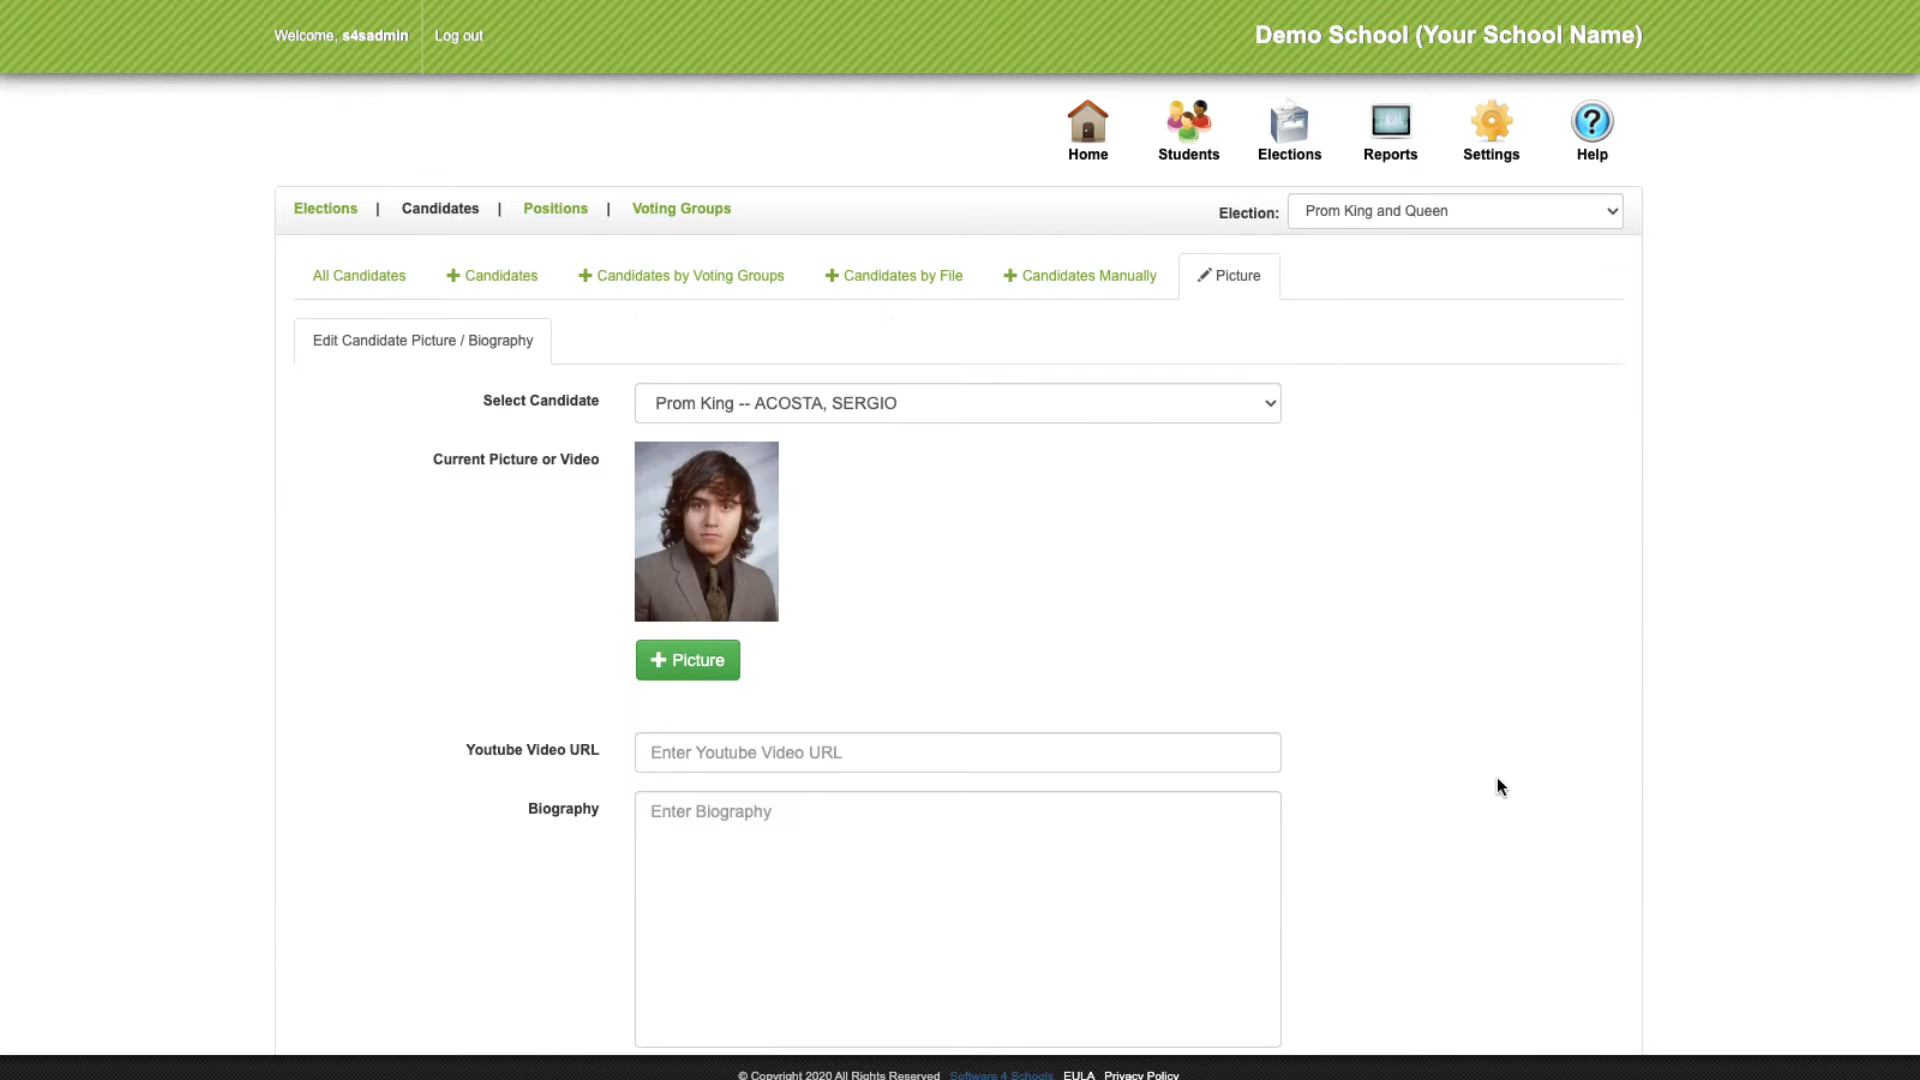 Welcome, s4sadmin
Log out
Demo School (Your School Name)
Home
Students
Elections
Reports
Settings
Help
Elections | Candidates | Positions | Voting Groups
Election: Prom King and Queen
All Candidates
Candidates
Candidates by Voting Groups
Candidates by File
Candidates Manually
Picture
Edit Candidate Picture / Biography
Select Candidate
Prom King -- ACOSTA, SERGIO
Current Picture or Video
Picture
Youtube Video URL
Enter Youtube Video URL
Biography
Enter Biography
© Copyright 2020 All Rights Reserved Software 4 Schools EULA Privacy Policy